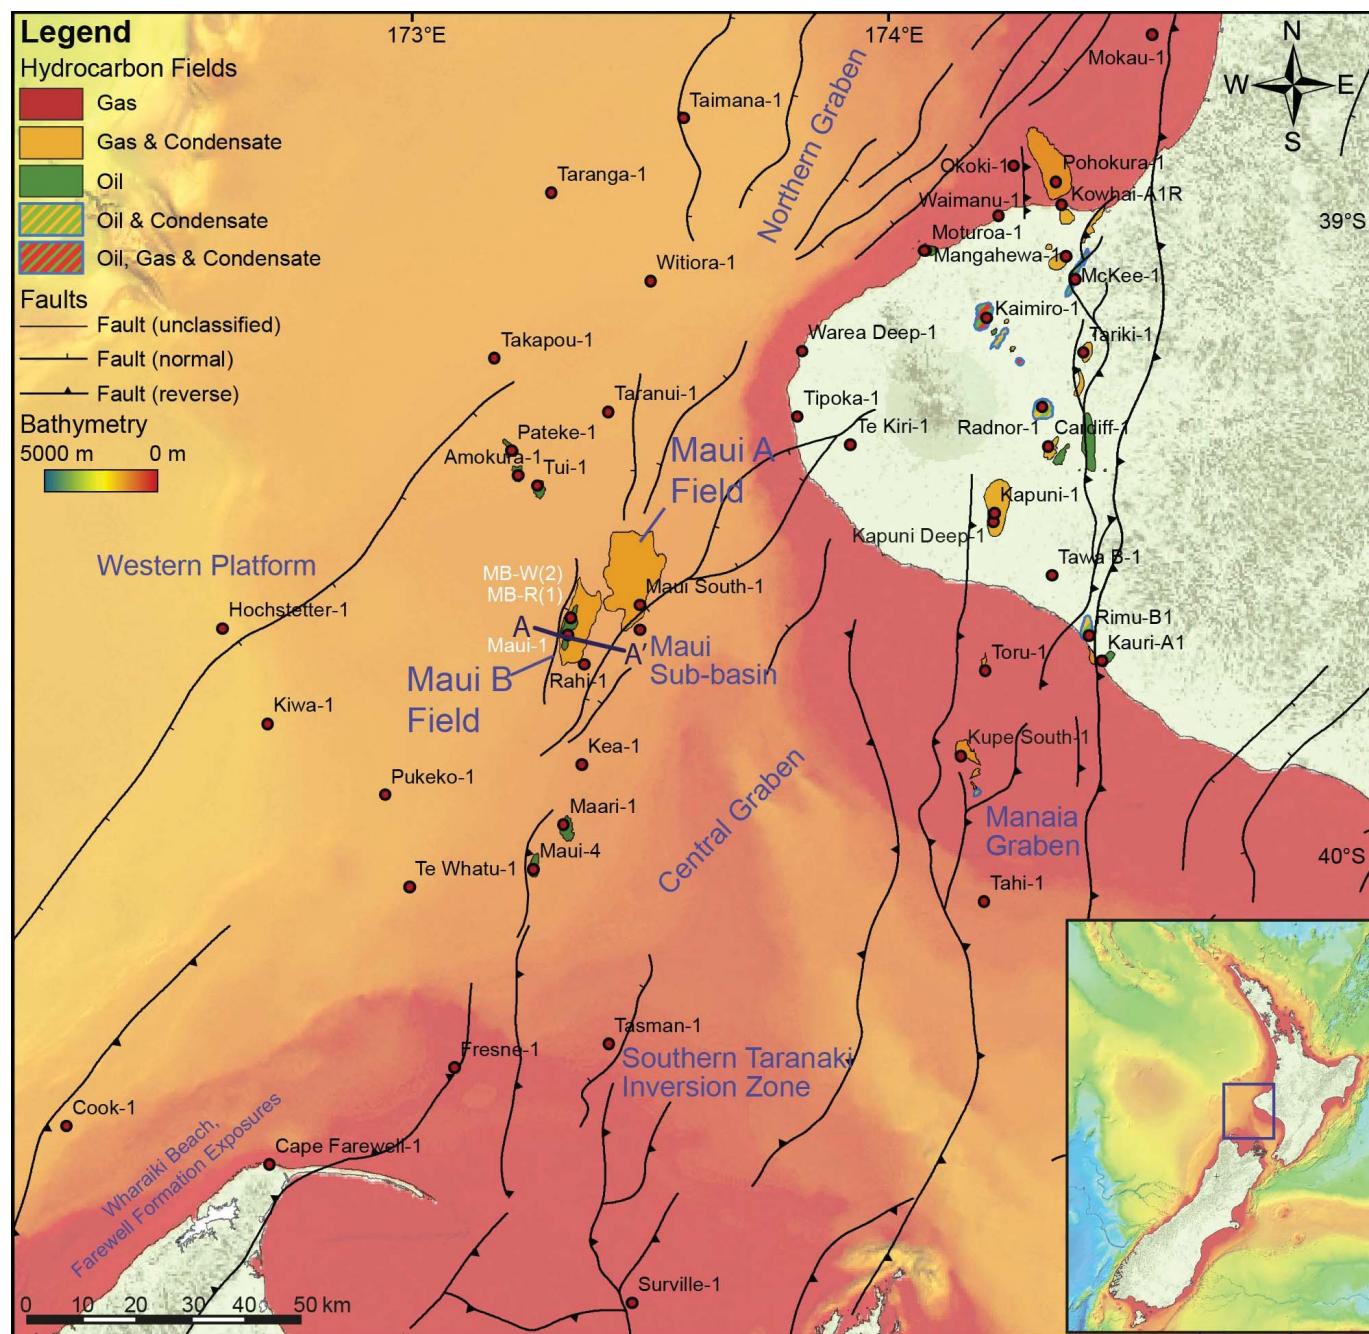 Legend
Hydrocarbon Fields
Gas
Gas & Condensate
Oil
Oil & Condensate
Oil, Gas & Condensate
Faults
Fault (unclassified)
Fault (normal)
Fault (reverse)
Bathymetry
5000 m 0 m
173°E
174°E
39°S
40°S
N
W E
S
Mokau-1
Taimana-1
Northern Graben
Taranga-1
Okoki-1
Pohokura-1
Waimanu-1
Kowhai-A1R
Moturoa-1
Mangahewa-1
McKee-1
Witiora-1
Kaimiro-1
Warea Deep-1
Tariki-1
Takapou-1
Taranui-1
Tipoka-1
Te Kiri-1
Radnor-1
Cardiff-1
Pateke-1
Amokura-1
Tui-1
Maui A
Field
Kapuni-1
Kapuni Deep-1
Western Platform
MB-W(2)
MB-R(1)
Maui South-1
Tawa B-1
Hochstetter-1
A
Maui-1
A'
Maui
Sub-basin
Rimu-B1
Kauri-A1
Toru-1
Maui B
Field
Rahi-1
Kiwa-1
Kea-1
Kupe South-1
Pukeko-1
Central Graben
Maari-1
Manaia
Graben
Maui-4
Te Whatu-1
Tahi-1
Tasman-1
Fresne-1
Southern Taranaki
Inversion Zone
Cook-1
Wharaiki Beach,
Farewell Formation Exposures
Cape Farewell-1
Surville-1
0 10 20 30 40 50 km